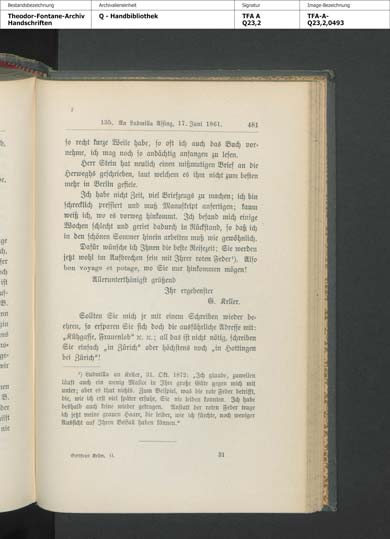 Bestandsbezeichnung
Archivalieneinheit
Signatur
Image-Bezeichnung
Theodor-Fontane-Archiv
Handschriften
Q - Handbibliothek
TFA A
Q23,2
TFA-A-
Q23,2,0493
135. An Ludmilla Assing, 17. Juni 1861. 481
so recht kurze Weile habe, so oft ich auch das Buch vor-
nehme, ich mag noch so andächtig anfangen zu lesen.
Herr Stein hat neulich einen mißmutigen Brief an die
Herweghs geschrieben, laut welchem es ihm nicht zum besten
mehr in Berlin gefiele.
Ich habe nicht Zeit, viel Briefzeugs zu machen; ich bin
schrecklich pressiert und muß Manuskript anfertigen; kaum
weiß ich, wo es vorweg hinkommt. Ich befand mich einige
Wochen schlecht und geriet dadurch in Rückstand, so daß ich
in den schönen Sommer hinein arbeiten muß wie gewöhnlich.
Dafür wünsche ich Ihnen die beste Reisezeit; Sie werden
jetzt wohl im Aufbrechen sein mit Ihrer roten Feder¹). Also
bon voyage et potage, wo Sie nur hinkommen mögen!
Allerunterthänigst grüßend
Ihr ergebenster
G. Keller.
Sollten Sie mich je mit einem Schreiben wieder be-
ehren, so ersparen Sie sich doch die ausführliche Adresse mit:
„Kühgasse, Frauenlob“ ꝛc. ꝛc.; all das ist nicht nötig, schreiben
Sie einfach „in Zürich“ oder höchstens noch „in Hottingen
bei Zürich“!
¹) Ludmilla an Keller, 31. Okt. 1872: „Ich glaube, zuweilen
läuft auch ein wenig Malice in Ihre große Güte gegen mich mit
unter; aber es thut nichts. Zum Beispiel, was die rote Feder betrifft,
die, wie ich erst viel später erfuhr, Sie nie leiden konnten. Ich habe
deshalb auch keine wieder getragen. Anstatt der roten Feder trage
ich jetzt meine grauen Haare, die leider, wie ich fürchte, noch weniger
Aussicht auf Ihren Beifall haben können.“
Gottfried Keller. II.
31